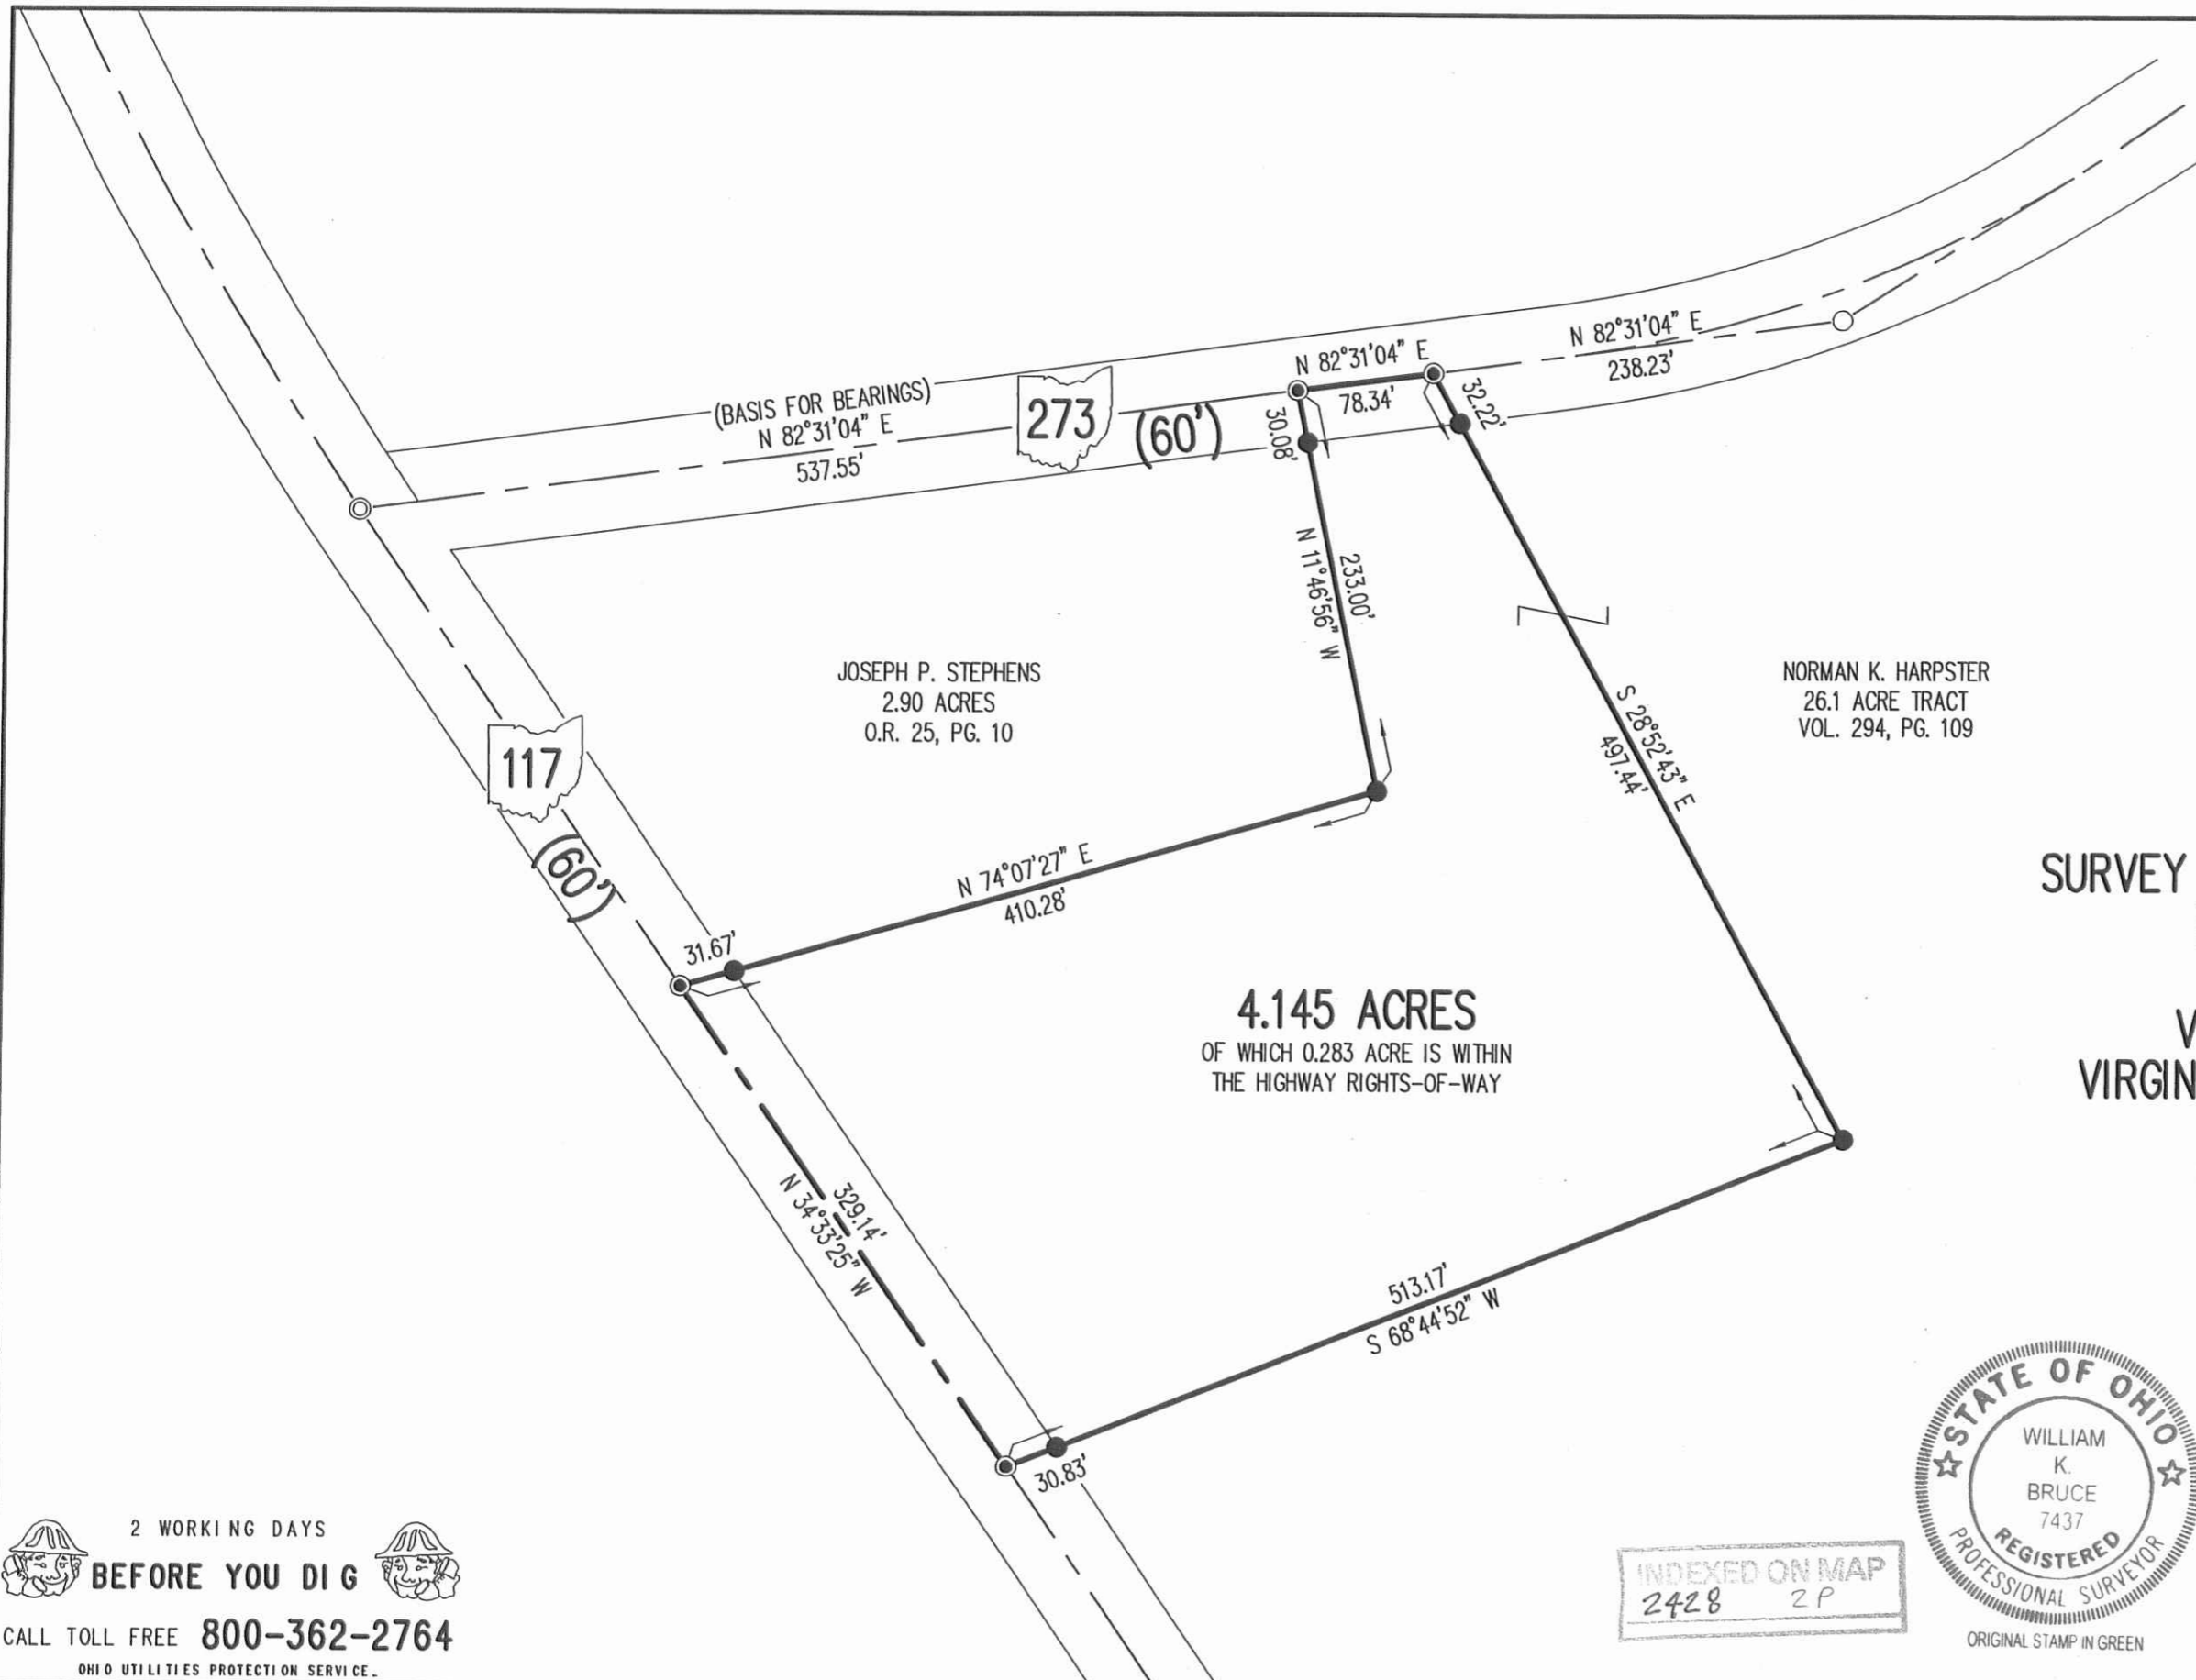 N 82°31'04" E
238.23'
N 82°31'04" E
78.34'
32.22'
30.08'
(BASIS FOR BEARINGS)
N 82°31'04" E
537.55'
273
(60')
N 11°46'56" W
233.00'
JOSEPH P. STEPHENS
2.90 ACRES
O.R. 25, PG. 10
NORMAN K. HARPSTER
26.1 ACRE TRACT
VOL. 294, PG. 109
S 28°52'43" E
497.44'
117
(60')
SURVEY
N 74°07'27" E
410.28'
31.67'
4.145 ACRES
OF WHICH 0.283 ACRE IS WITHIN
THE HIGHWAY RIGHTS-OF-WAY
V
VIRGIN
329.14'
N 34°33'25" W
513.17'
S 68°44'52" W
30.83'
STATE OF OHIO
WILLIAM
K.
BRUCE
7437
REGISTERED
PROFESSIONAL SURVEYOR
ORIGINAL STAMP IN GREEN
INDEXED ON MAP
2428 2P
2 WORKING DAYS
BEFORE YOU DIG
CALL TOLL FREE 800-362-2764
OHIO UTILITIES PROTECTION SERVICE.